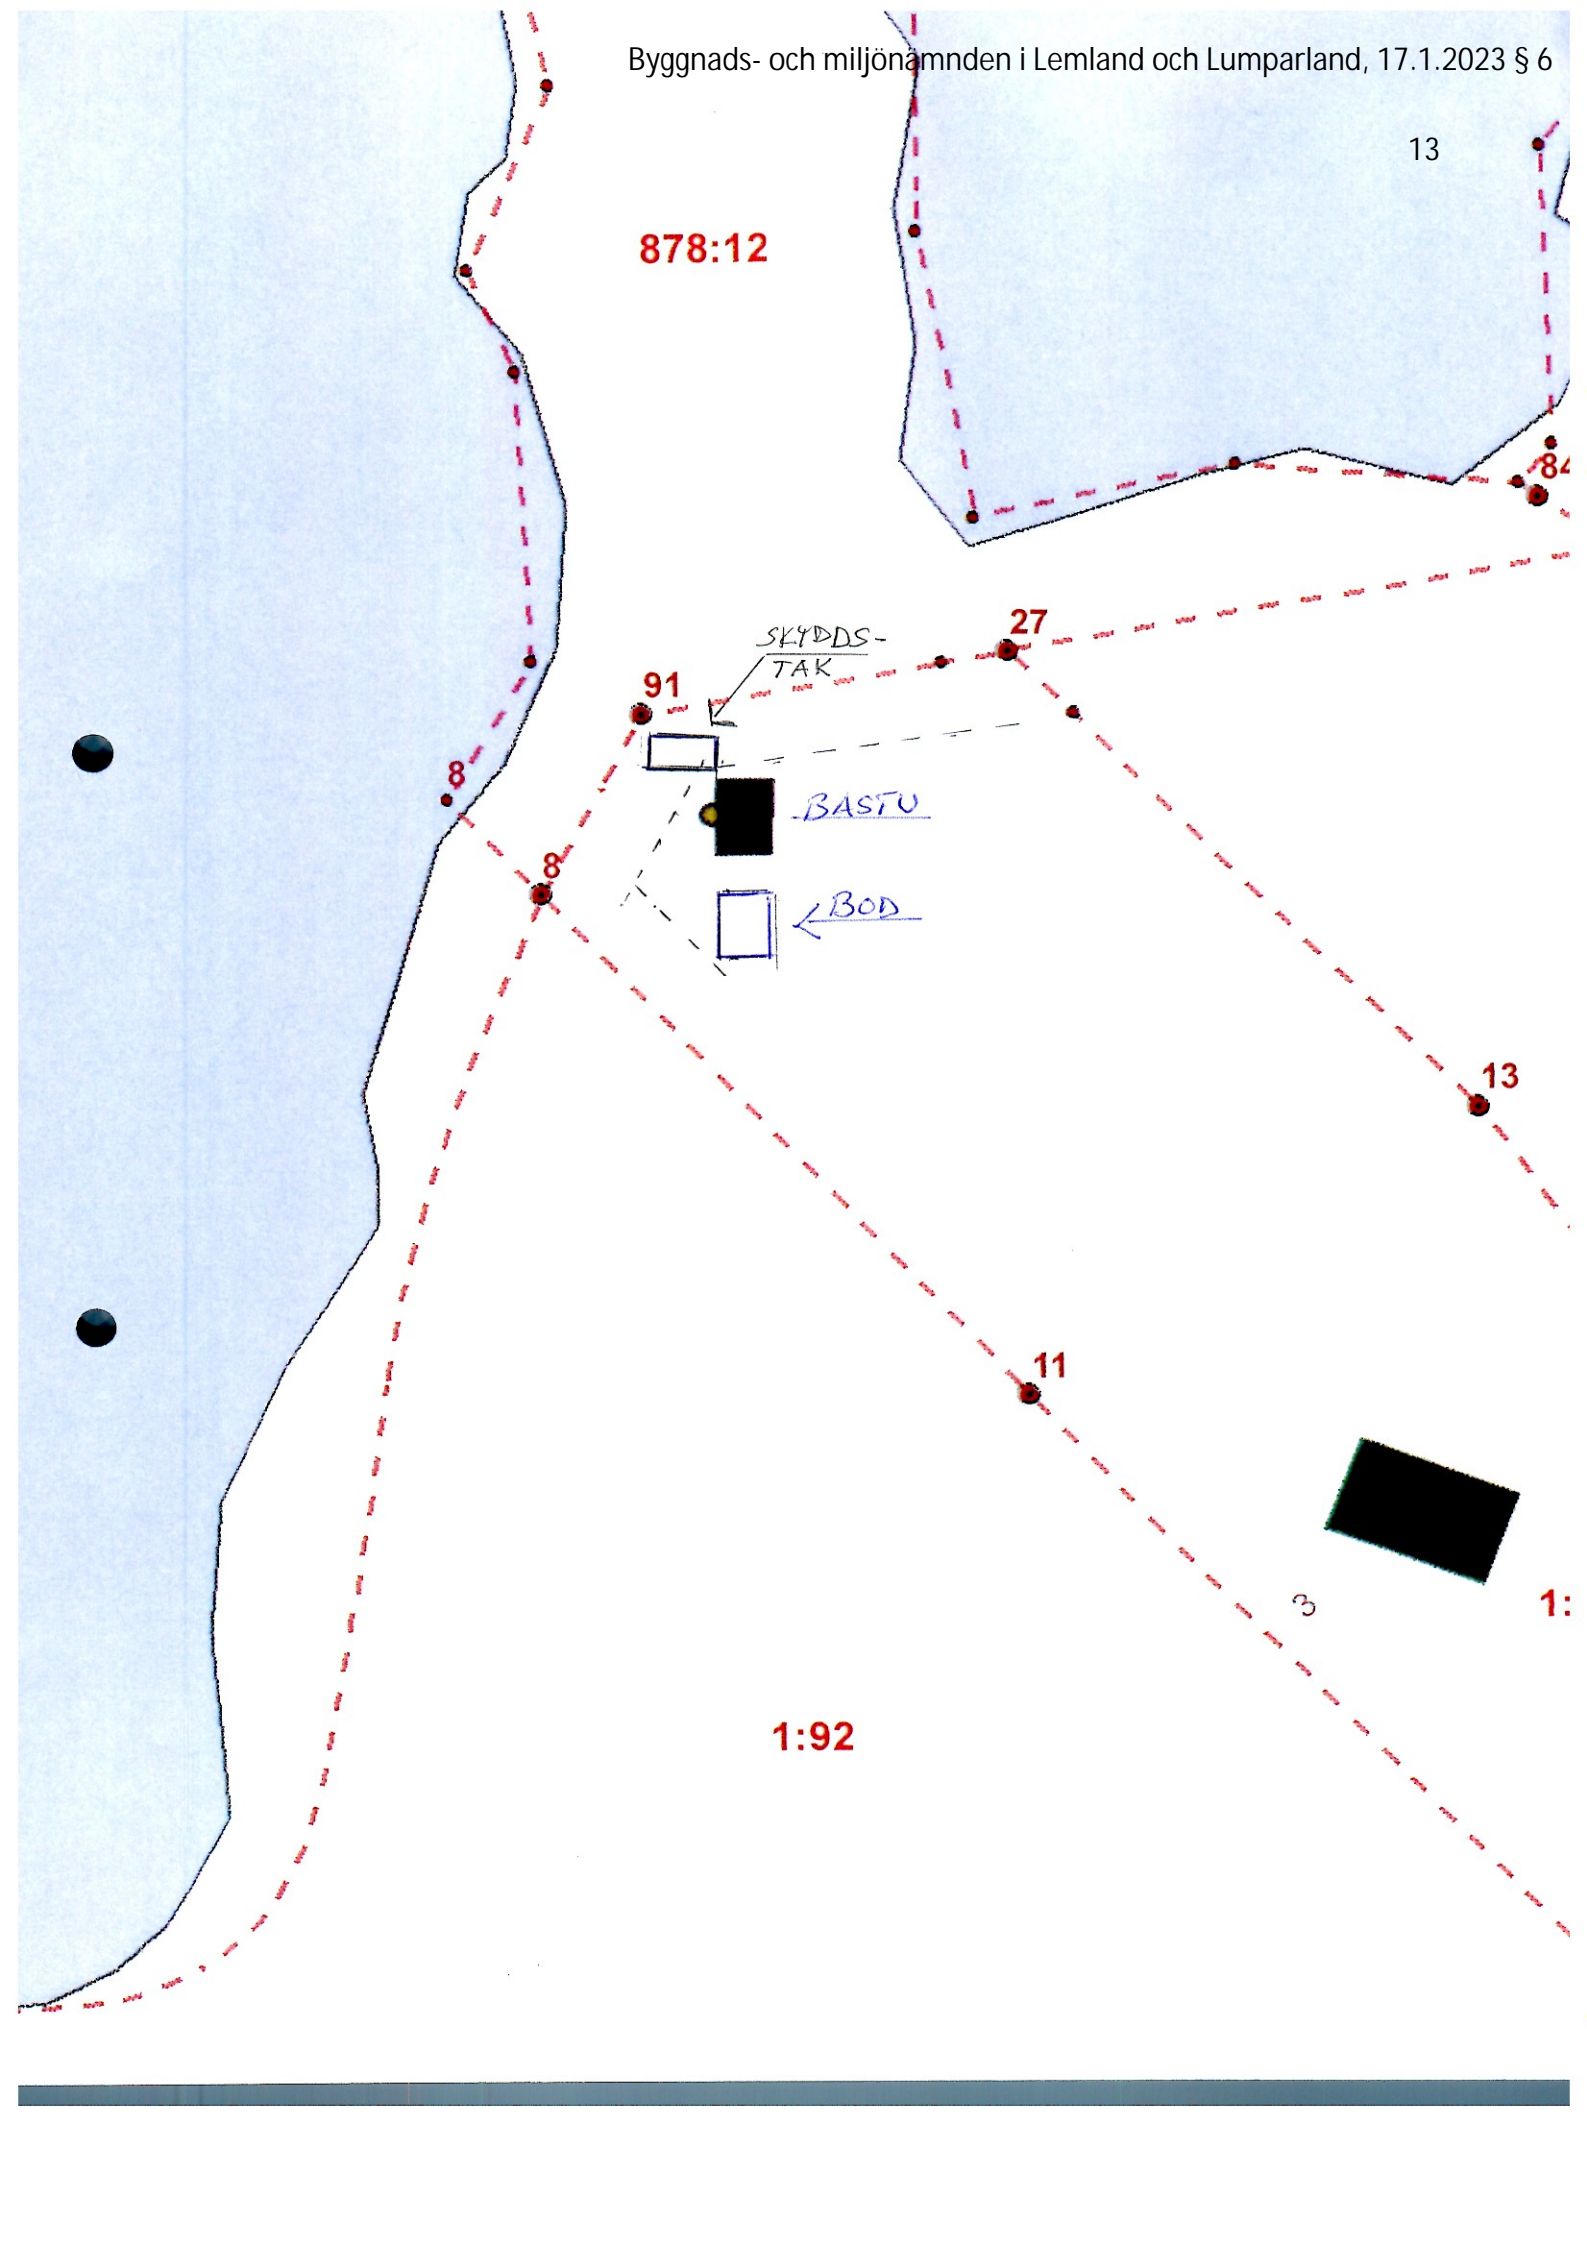 Byggnads- och miljönämnden i Lemland och Lumparland, 17.1.2023 § 6
13
878:12
84
27
SKYDDS-
TAK
91
8
BASTU
8
BOD
13
11
3
1:
1:92